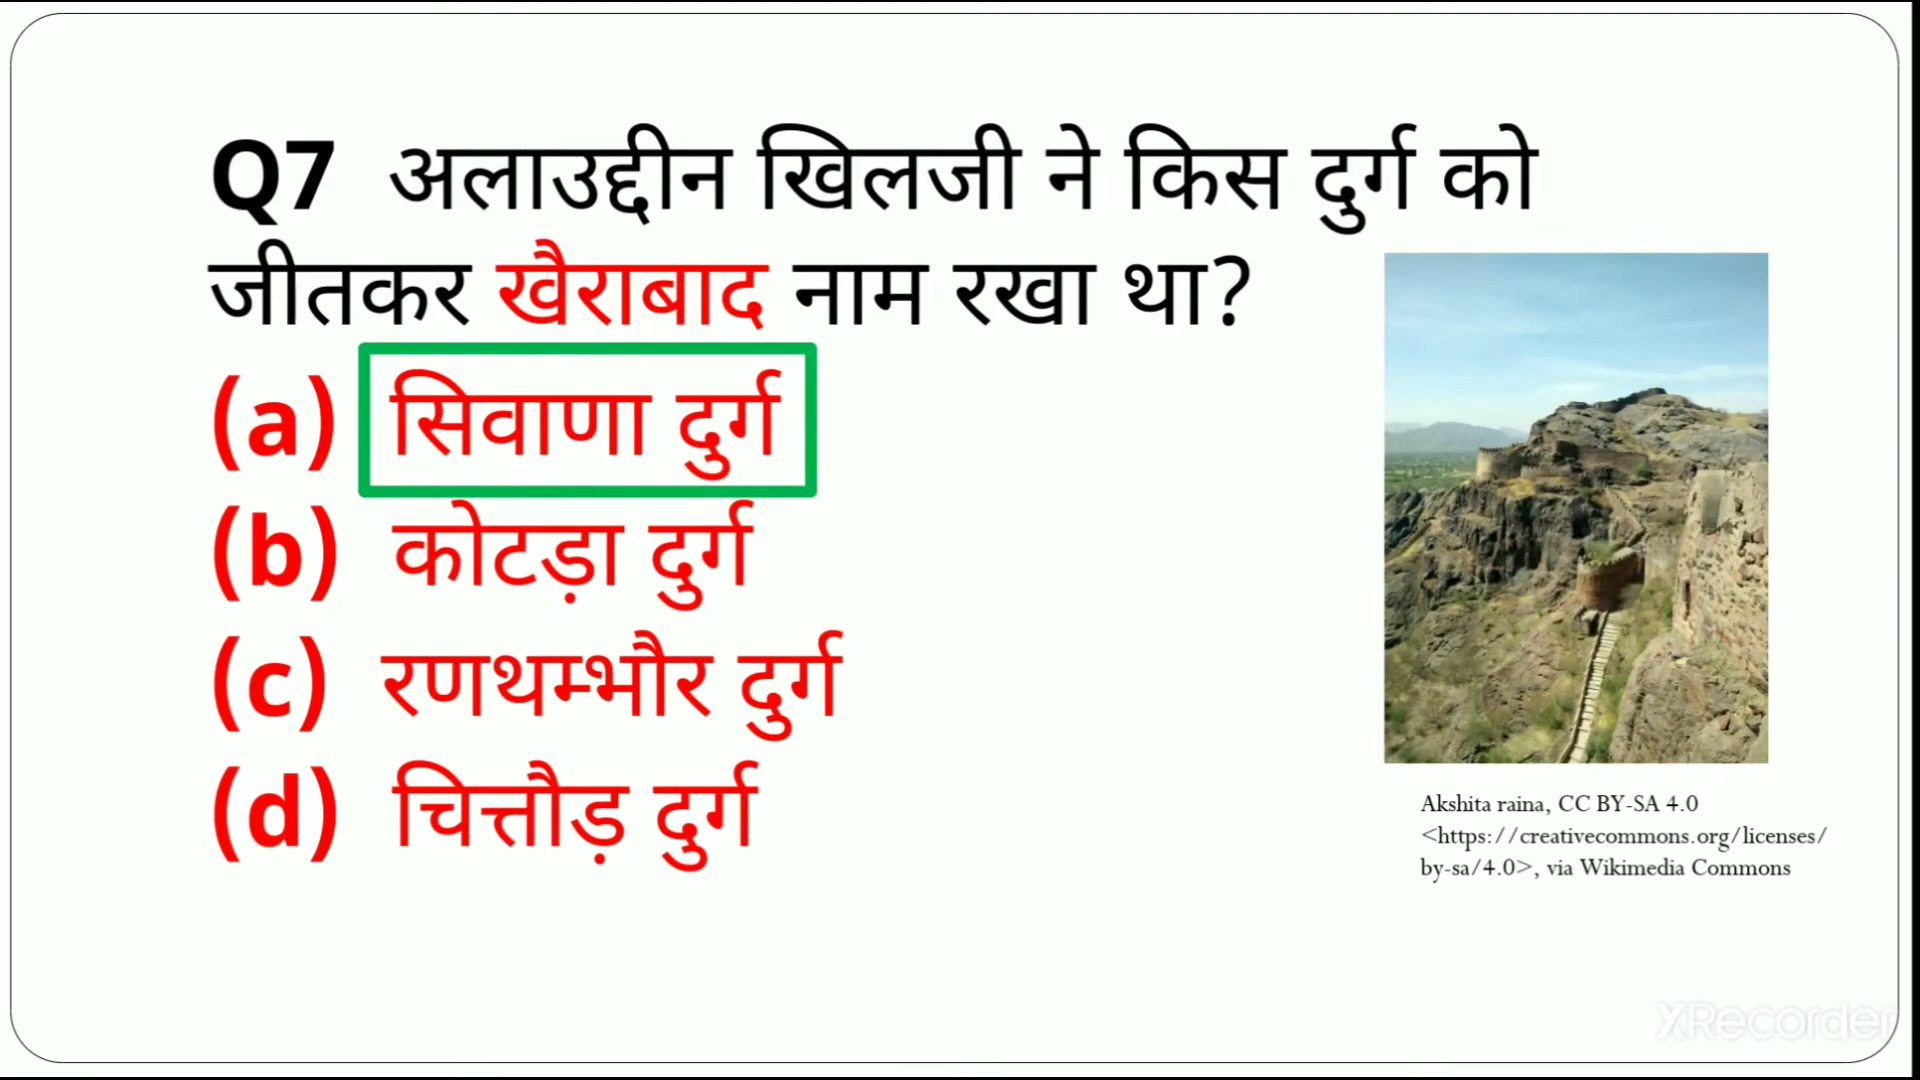 Q7 अलाउद्दीन खिलजी ने किस दुर्ग को
जीतकर खैराबाद नाम रखा था?
(a) सिवाणा दुर्ग
(b) कोटड़ा दुर्ग
(c) रणथम्भौर दुर्ग
(d) चित्तौड़ दुर्ग
Akshita raina, CC BY-SA 4.0
<https://creativecommons.org/licenses/
by-sa/4.0>, via Wikimedia Commons
XRecorder